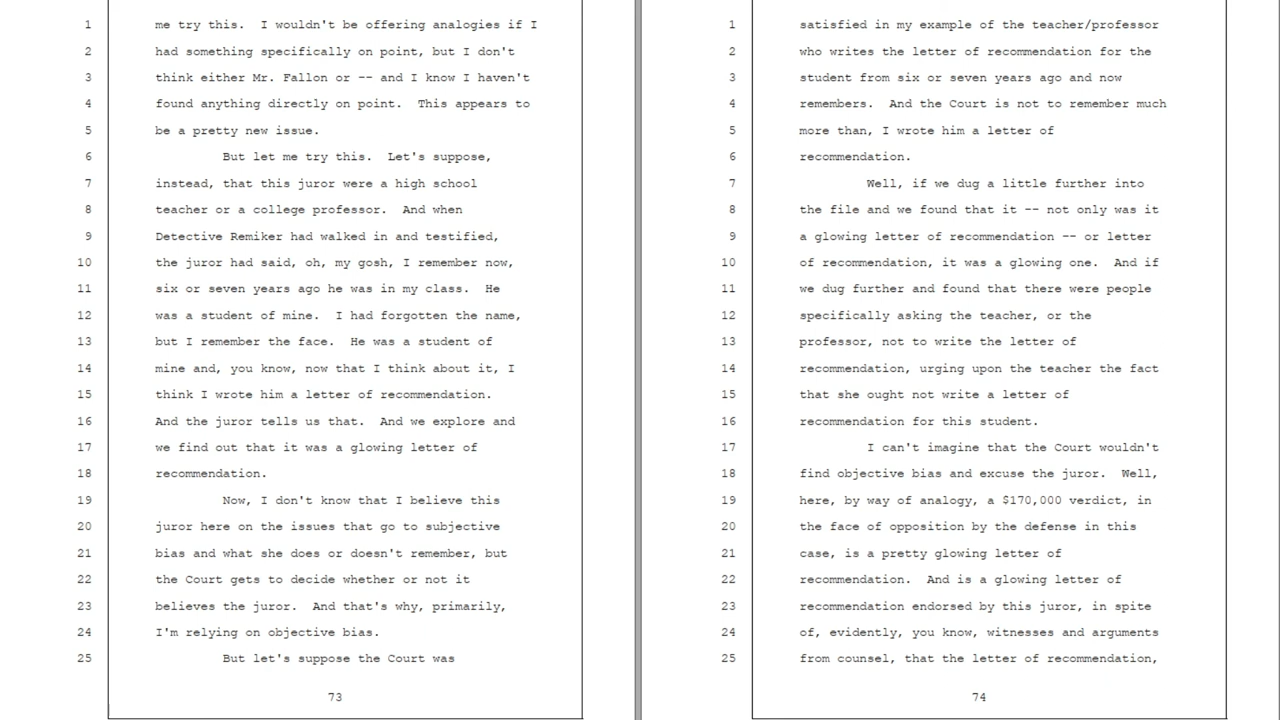 1 me try this. I wouldn't be offering analogies if I
2 had something specifically on point, but I don't
3 think either Mr. Fallon or -- and I know I haven't
4 found anything directly on point. This appears to
5 be a pretty new issue.
6 But let me try this. Let's suppose,
7 instead, that this juror were a high school
8 teacher or a college professor. And when
9 Detective Remiker had walked in and testified,
10 the juror had said, oh, my gosh, I remember now,
11 six or seven years ago he was in my class. He
12 was a student of mine. I had forgotten the name,
13 but I remember the face. He was a student of
14 mine and, you know, now that I think about it, I
15 think I wrote him a letter of recommendation.
16 And the juror tells us that. And we explore and
17 we find out that it was a glowing letter of
18 recommendation.
19 Now, I don't know that I believe this
20 juror here on the issues that go to subjective
21 bias and what she does or doesn't remember, but
22 the Court gets to decide whether or not it
23 believes the juror. And that's why, primarily,
24 I'm relying on objective bias.
25 But let's suppose the Court was
73
1 satisfied in my example of the teacher/professor
2 who writes the letter of recommendation for the
3 student from six or seven years ago and now
4 remembers. And the Court is not to remember much
5 more than, I wrote him a letter of
6 recommendation.
7 Well, if we dug a little further into
8 the file and we found that it -- not only was it
9 a glowing letter of recommendation -- or letter
10 of recommendation, it was a glowing one. And if
11 we dug further and found that there were people
12 specifically asking the teacher, or the
13 professor, not to write the letter of
14 recommendation, urging upon the teacher the fact
15 that she ought not write a letter of
16 recommendation for this student.
17 I can't imagine that the Court wouldn't
18 find objective bias and excuse the juror. Well,
19 here, by way of analogy, a $170,000 verdict, in
20 the face of opposition by the defense in this
21 case, is a pretty glowing letter of
22 recommendation. And is a glowing letter of
23 recommendation endorsed by this juror, in spite
24 of, evidently, you know, witnesses and arguments
25 from counsel, that the letter of recommendation,
74